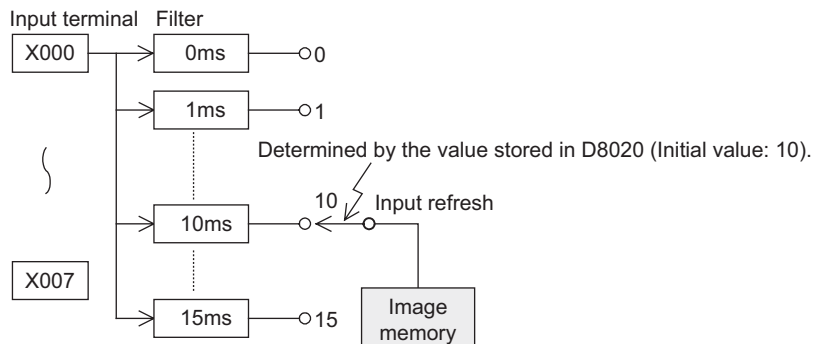 Input terminal Filter
X000 0ms 0
1ms 1
Determined by the value stored in D8020 (Initial value: 10).
10 Input refresh
10ms
X007
15ms 15
Image
memory